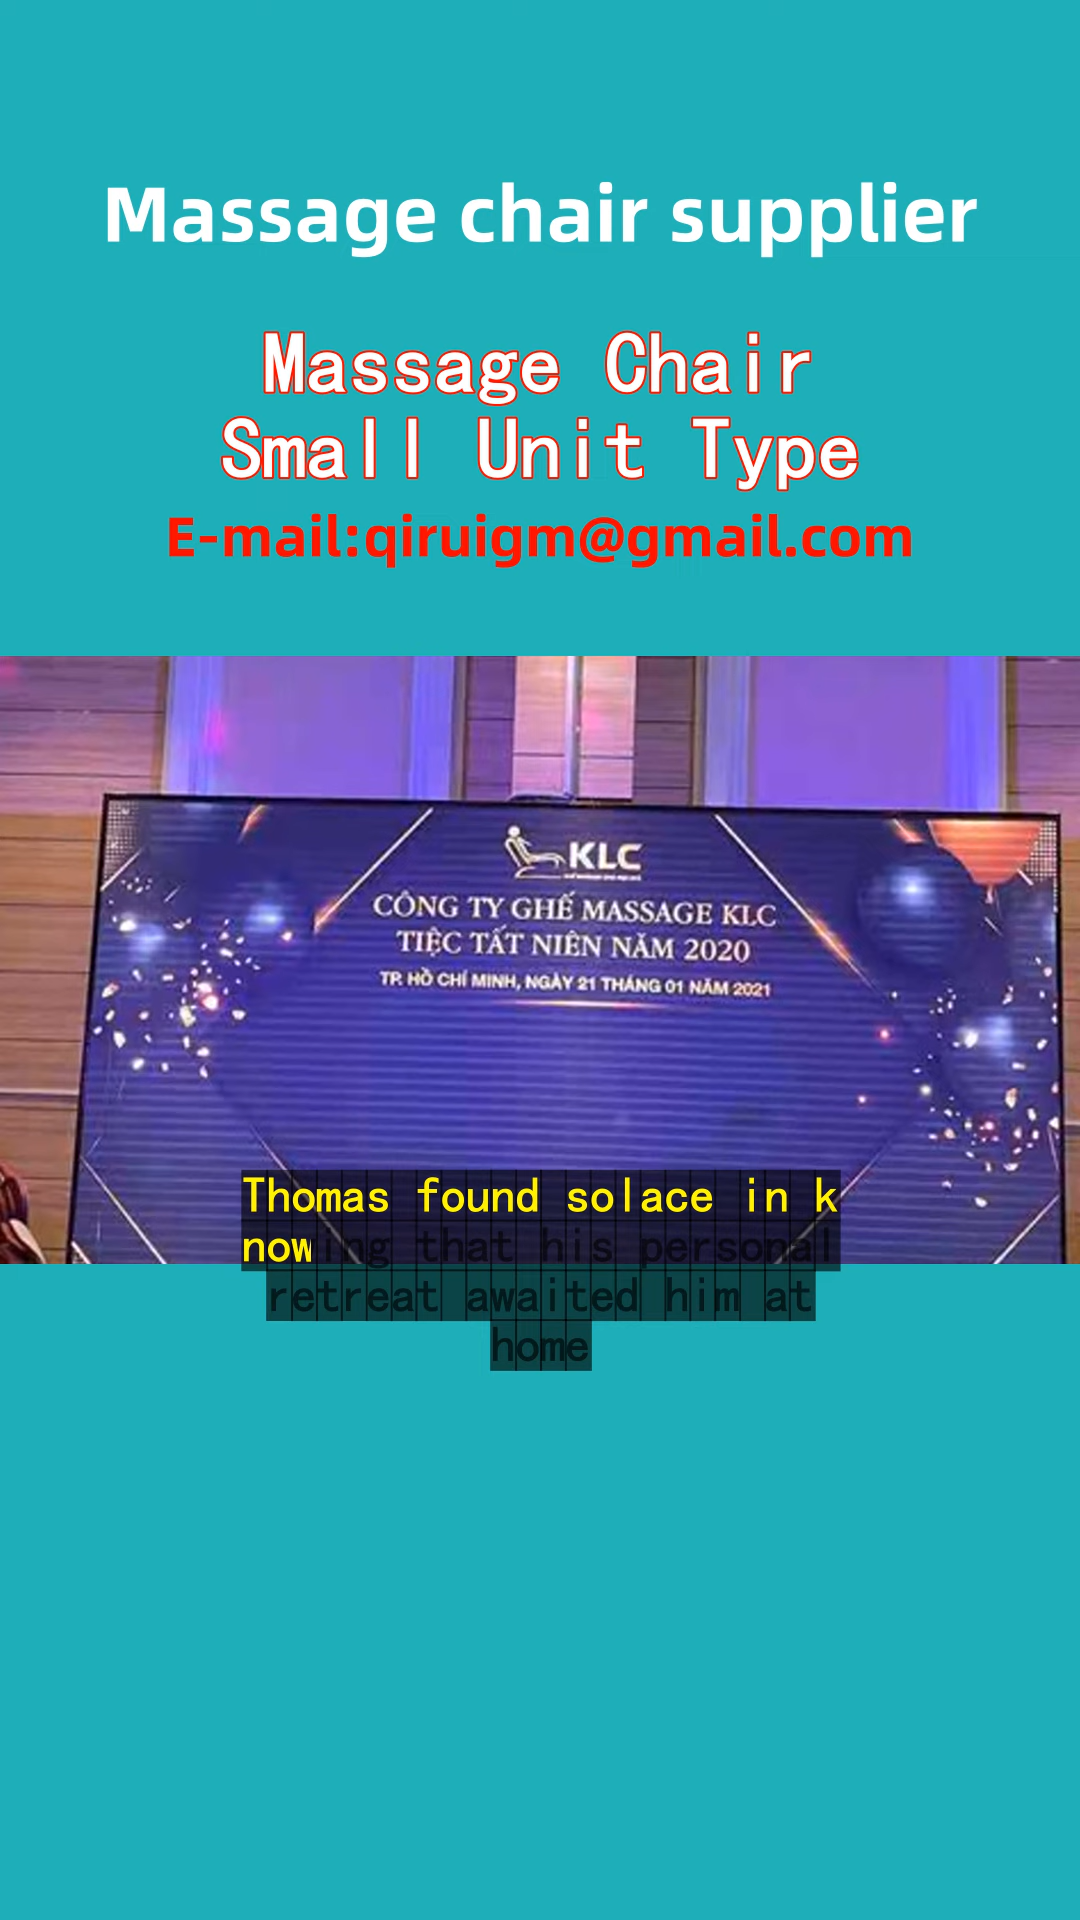 Massage chair supplier
Massage Chair
Small Unit Type
E-mail:qiruigm@gmail.com
KLC
CÔNG TY GHẾ MASSAGE KLC
TIỆC TẤT NIÊN NĂM 2020
TP. HỒ CHÍ MINH, NGÀY 21 THÁNG 01 NĂM 2021
Thomas found solace in k
nowing that his personal
retreat awaited him at
home